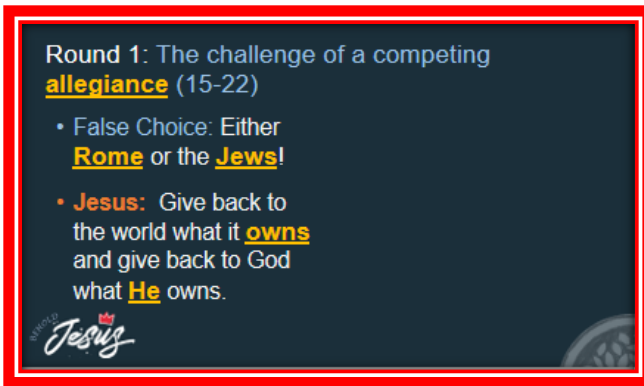 Round 1: The challenge of a competing
allegiance (15-22)
• False Choice: Either
Rome or the Jews!
• Jesus: Give back to
the world what it owns
and give back to God
what He owns.
BEHOLD
Jesus